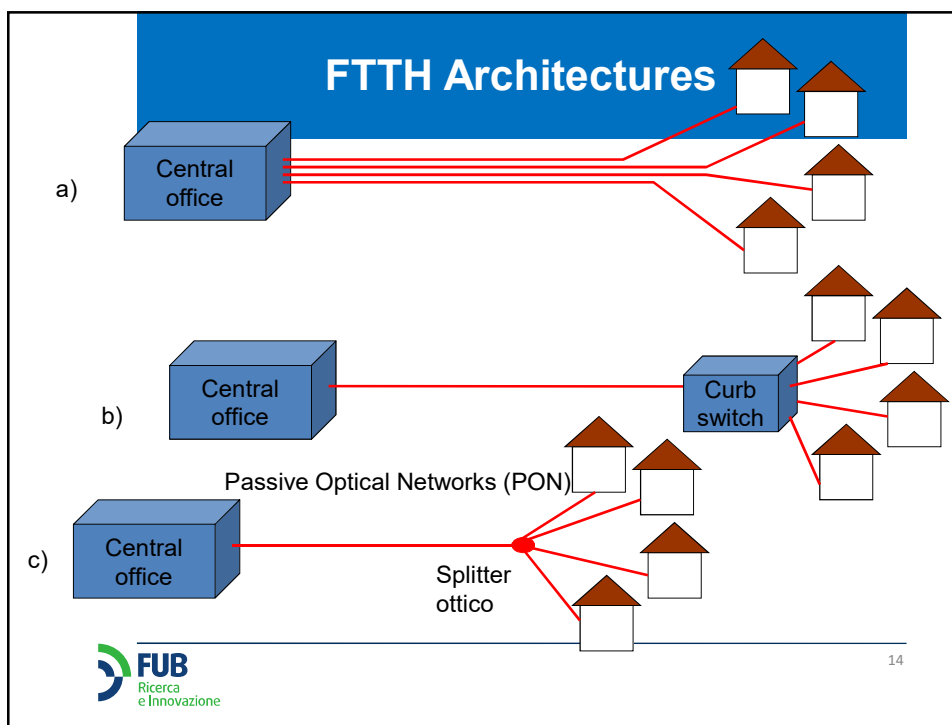 FTTH Architectures
a)
Central
office
b)
Central
office
Curb
switch
Passive Optical Networks (PON)
c)
Central
office
Splitter
ottico
FUB
Ricerca
e Innovazione
14